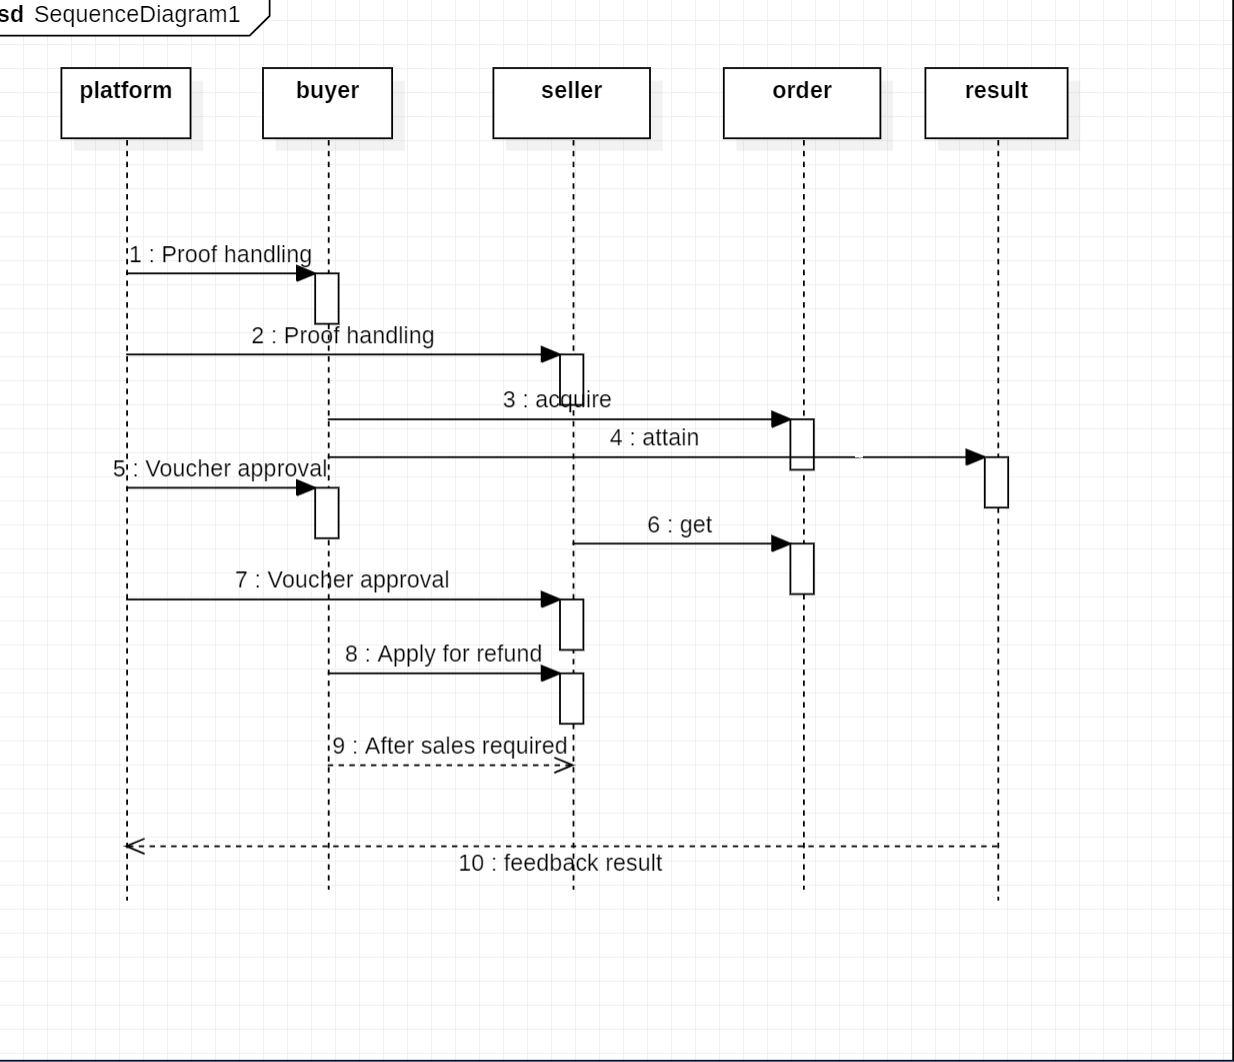 sd SequenceDiagram1
platform
buyer
seller
order
result
1 : Proof handling
2 : Proof handling
3 : acquire
4 : attain
5 : Voucher approval
6 : get
7 : Voucher approval
8 : Apply for refund
9 : After sales required
10 : feedback result